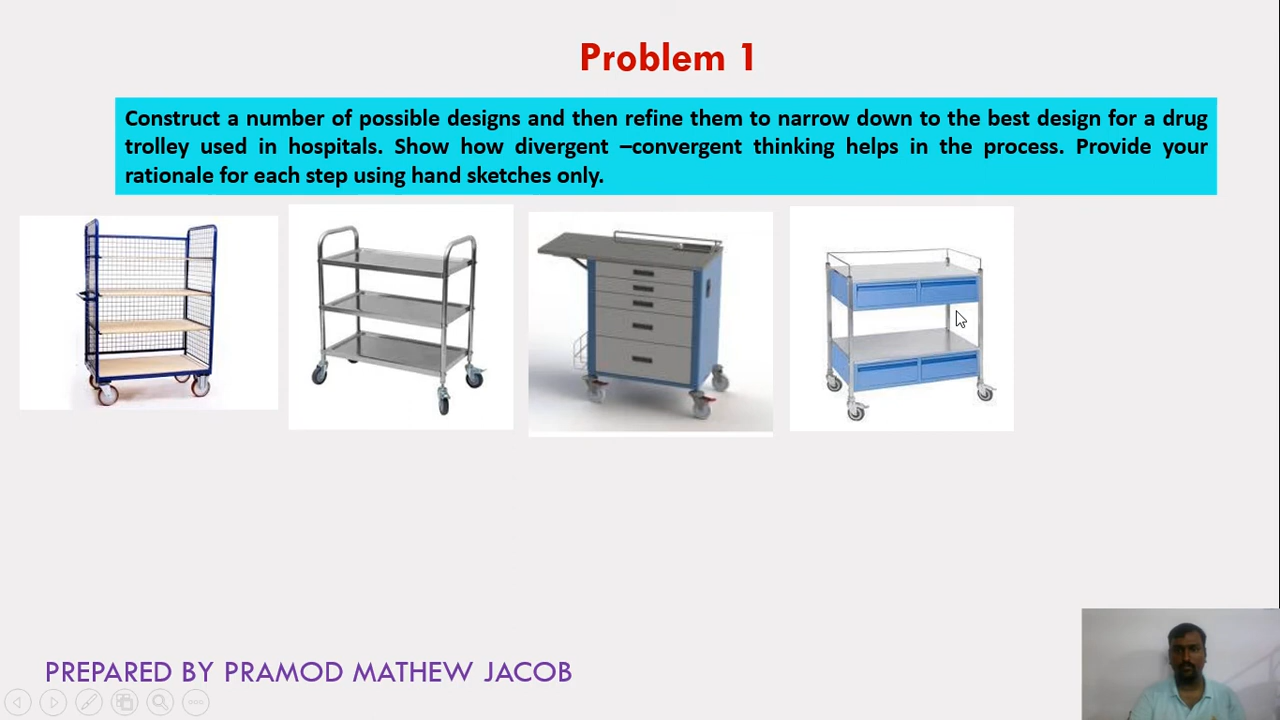 Problem 1
Construct a number of possible designs and then refine them to narrow down to the best design for a drug
trolley used in hospitals. Show how divergent –convergent thinking helps in the process. Provide your
rationale for each step using hand sketches only.
PREPARED BY PRAMOD MATHEW JACOB